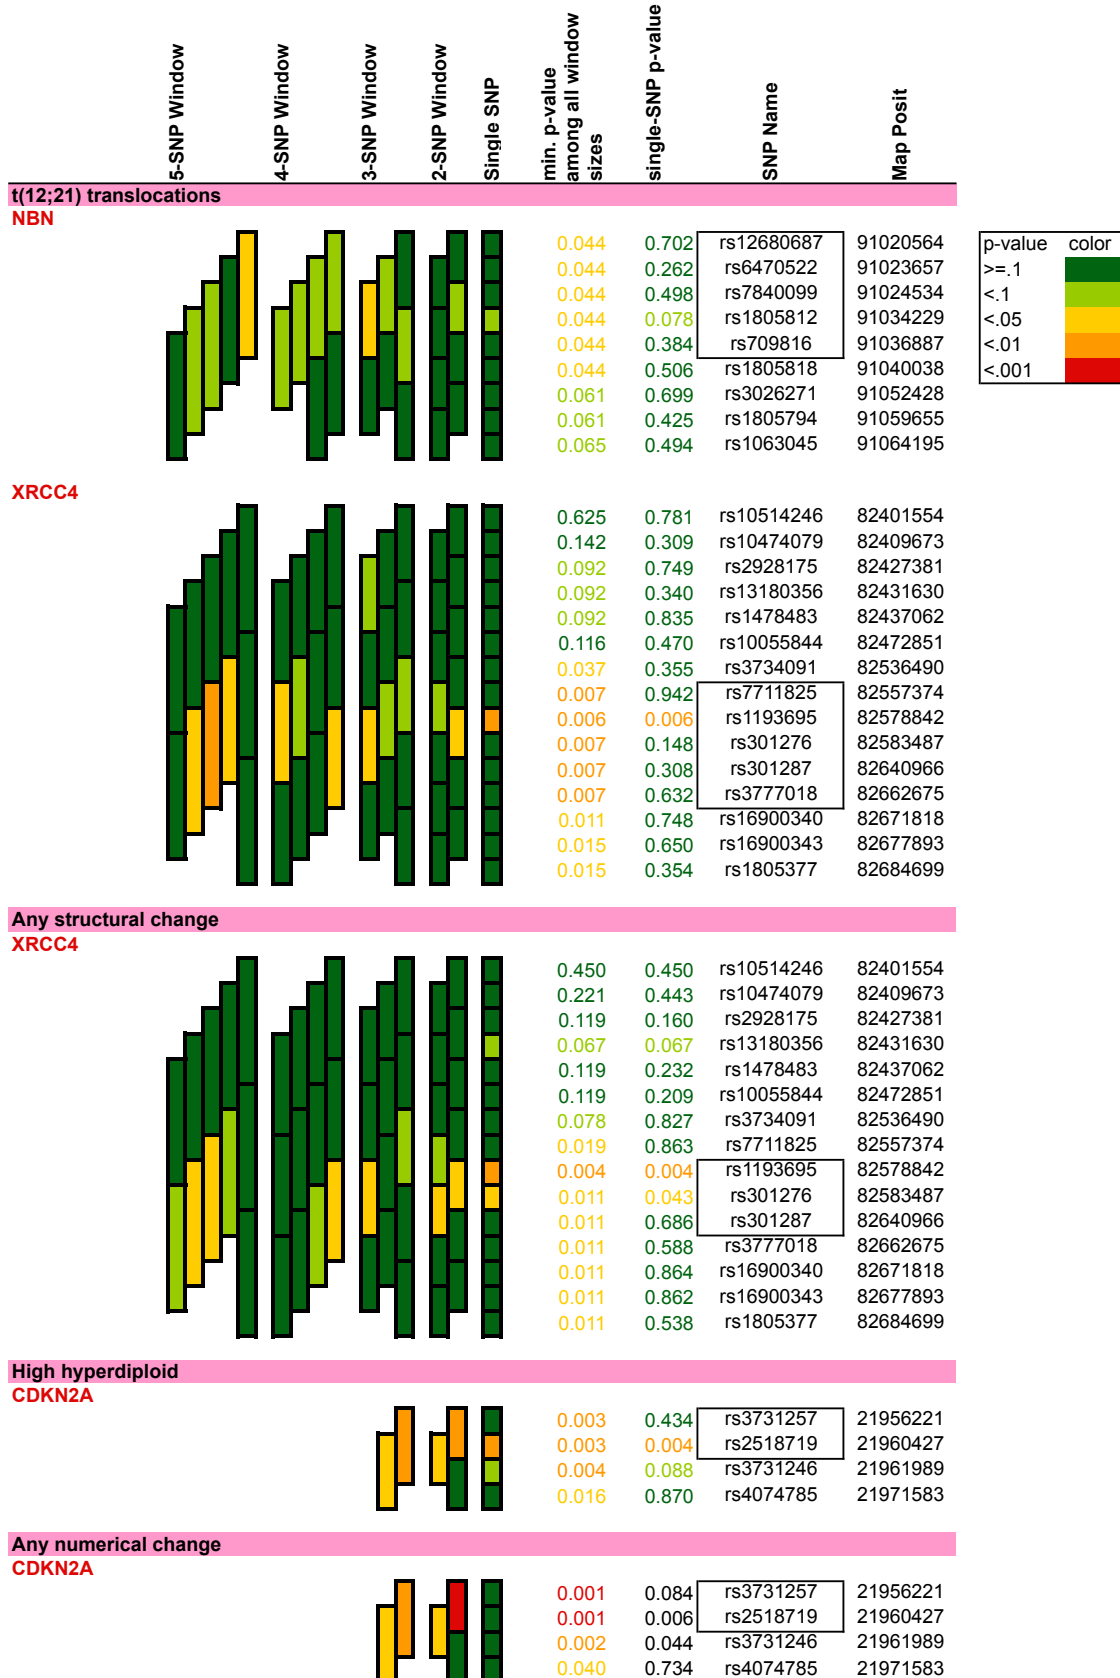 5-SNP Window 4-SNP Window 3-SNP Window 2-SNP Window Single SNP min. p-value among all window sizes single-SNP p-value SNP Name Map Posit
t(12;21) translocations
NBN
p-value color
>=.1
<.1
<.05
<.01
<.001
0.044 0.702 rs12680687 91020564
0.044 0.262 rs6470522 91023657
0.044 0.498 rs7840099 91024534
0.044 0.078 rs1805812 91034229
0.044 0.384 rs709816 91036887
0.044 0.506 rs1805818 91040038
0.061 0.699 rs3026271 91052428
0.061 0.425 rs1805794 91059655
0.065 0.494 rs1063045 91064195
XRCC4
0.625 0.781 rs10514246 82401554
0.142 0.309 rs10474079 82409673
0.092 0.749 rs2928175 82427381
0.092 0.340 rs13180356 82431630
0.092 0.835 rs1478483 82437062
0.116 0.470 rs10055844 82472851
0.037 0.355 rs3734091 82536490
0.007 0.942 rs7711825 82557374
0.006 0.006 rs1193695 82578842
0.007 0.148 rs301276 82583487
0.007 0.308 rs301287 82640966
0.007 0.632 rs3777018 82662675
0.011 0.748 rs16900340 82671818
0.015 0.650 rs16900343 82677893
0.015 0.354 rs1805377 82684699
Any structural change
XRCC4
0.450 0.450 rs10514246 82401554
0.221 0.443 rs10474079 82409673
0.119 0.160 rs2928175 82427381
0.067 0.067 rs13180356 82431630
0.119 0.232 rs1478483 82437062
0.119 0.209 rs10055844 82472851
0.078 0.827 rs3734091 82536490
0.019 0.863 rs7711825 82557374
0.004 0.004 rs1193695 82578842
0.011 0.043 rs301276 82583487
0.011 0.686 rs301287 82640966
0.011 0.588 rs3777018 82662675
0.011 0.864 rs16900340 82671818
0.011 0.862 rs16900343 82677893
0.011 0.538 rs1805377 82684699
High hyperdiploid
CDKN2A
0.003 0.434 rs3731257 21956221
0.003 0.004 rs2518719 21960427
0.004 0.088 rs3731246 21961989
0.016 0.870 rs4074785 21971583
Any numerical change
CDKN2A
0.001 0.084 rs3731257 21956221
0.001 0.006 rs2518719 21960427
0.002 0.044 rs3731246 21961989
0.040 0.734 rs4074785 21971583